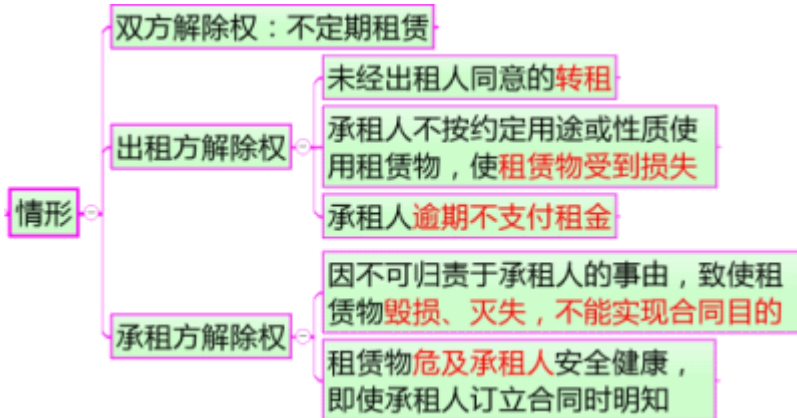 情形
双方解除权：不定期租赁
出租方解除权
未经出租人同意的转租
承租人不按约定用途或性质使
用租赁物，使租赁物受到损失
承租人逾期不支付租金
承租方解除权
因不可归责于承租人的事由，致使租
赁物毁损、灭失，不能实现合同目的
租赁物危及承租人安全健康，
即使承租人订立合同时明知